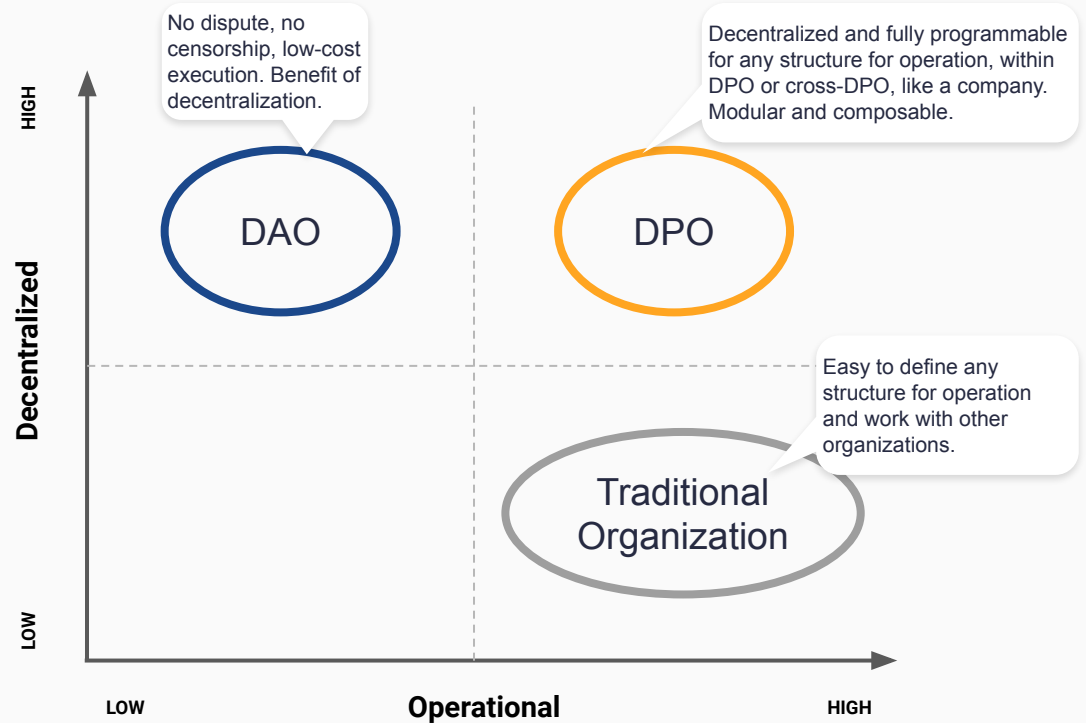 No dispute, no
censorship, low-cost
execution. Benefit of
decentralization.
Decentralized and fully programmable
for any structure for operation, within
DPO or cross-DPO, like a company.
Modular and composable.
HIGH
DAO
DPO
Decentralized
Easy to define any
structure for operation
and work with other
organizations.
Traditional
Organization
LOW
LOW
Operational
HIGH